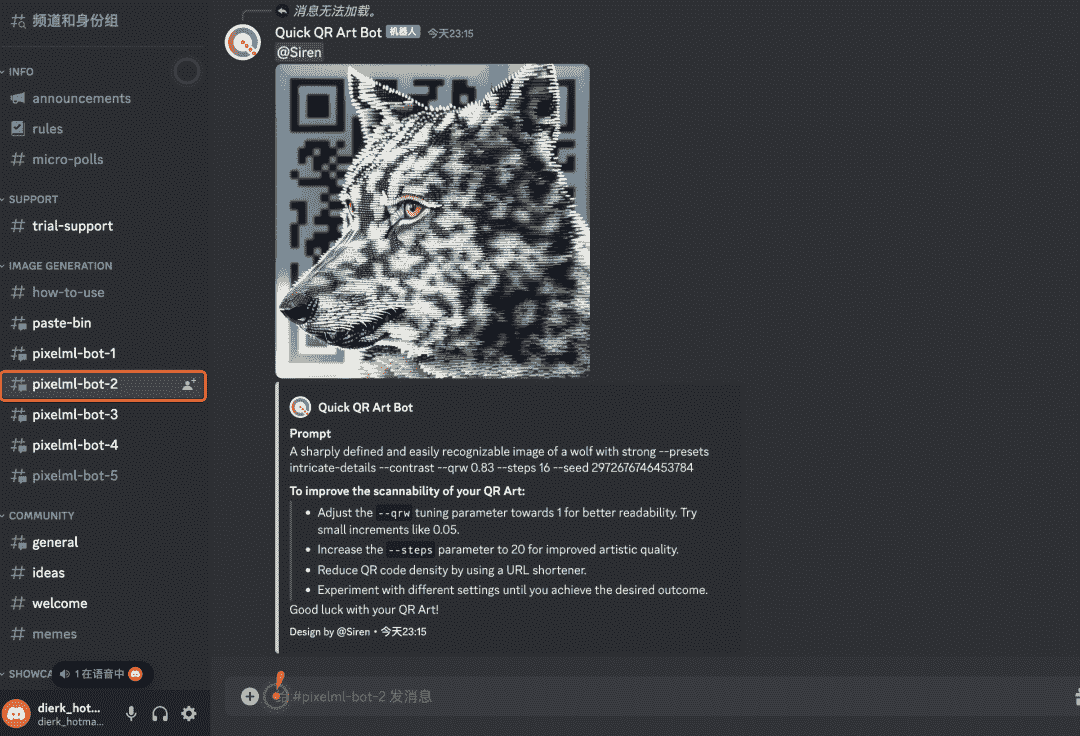 频道和身份组
INFO
announcements
rules
micro-polls
SUPPORT
trial-support
IMAGE GENERATION
how-to-use
paste-bin
pixelml-bot-1
pixelml-bot-2
pixelml-bot-3
pixelml-bot-4
pixelml-bot-5
COMMUNITY
general
ideas
welcome
memes
SHOWCA
1 在语音中
dierk_hot...
dierk_hotma...
消息无法加载。
Quick QR Art Bot 机器人 今天23:15
@Siren
Quick QR Art Bot
Prompt
A sharply defined and easily recognizable image of a wolf with strong --presets
intricate-details --contrast --qrw 0.83 --steps 16 --seed 2972676746453784
To improve the scannability of your QR Art:
• Adjust the --qrw tuning parameter towards 1 for better readability. Try
small increments like 0.05.
• Increase the --steps parameter to 20 for improved artistic quality.
• Reduce QR code density by using a URL shortener.
• Experiment with different settings until you achieve the desired outcome.
Good luck with your QR Art!
Design by @Siren • 今天23:15
#pixelml-bot-2 发消息